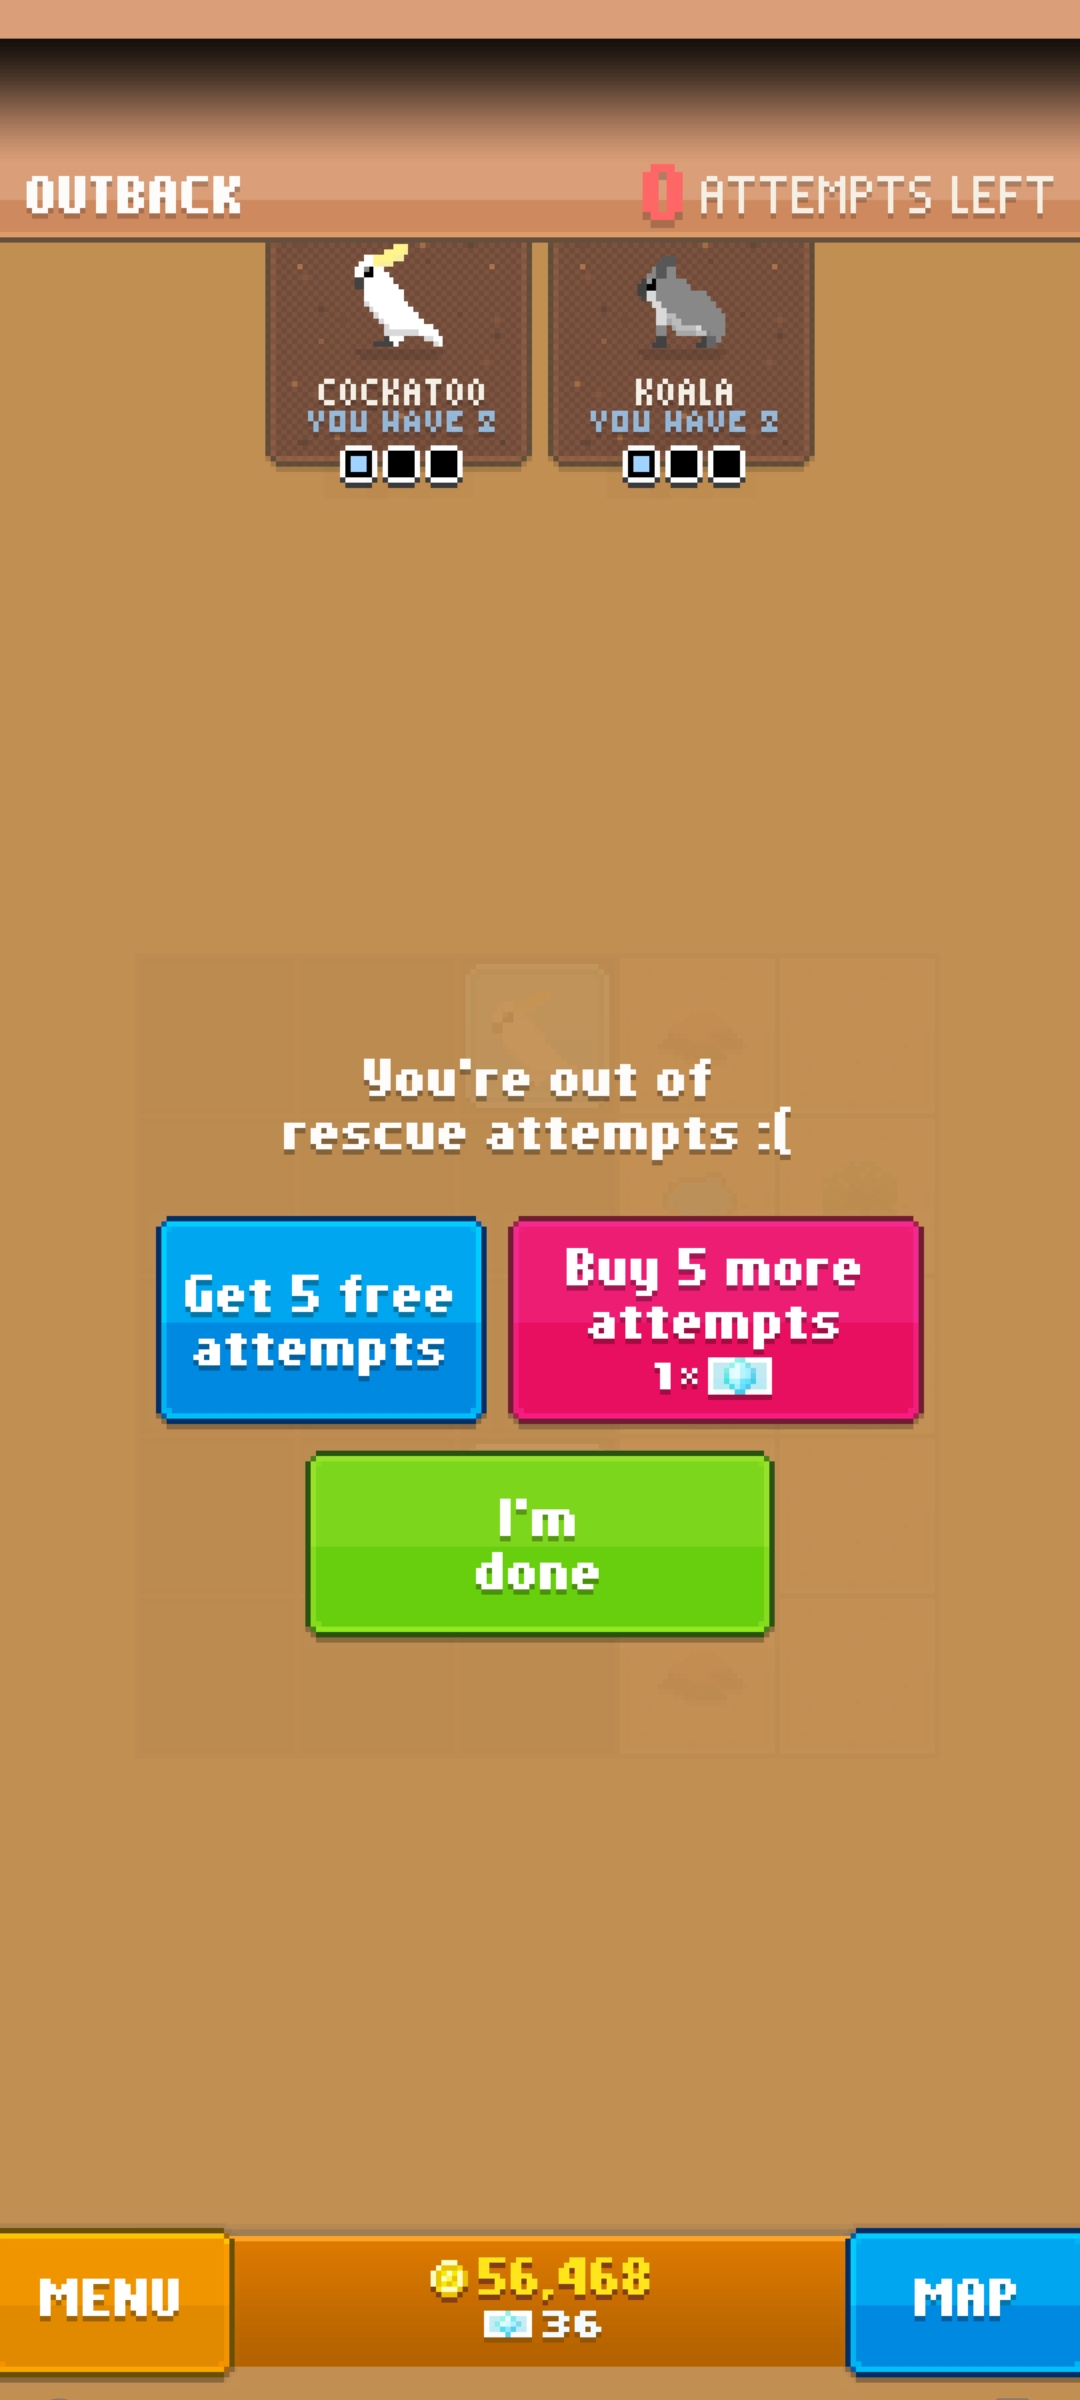 OUTBACK
0 ATTEMPTS LEFT
COCKATOO
YOU HAVE 2
KOALA
YOU HAVE 2
You're out of
rescue attempts :(
Get 5 free
attempts
Buy 5 more
attempts
1×
I'm
done
MENU
56,468
36
MAP